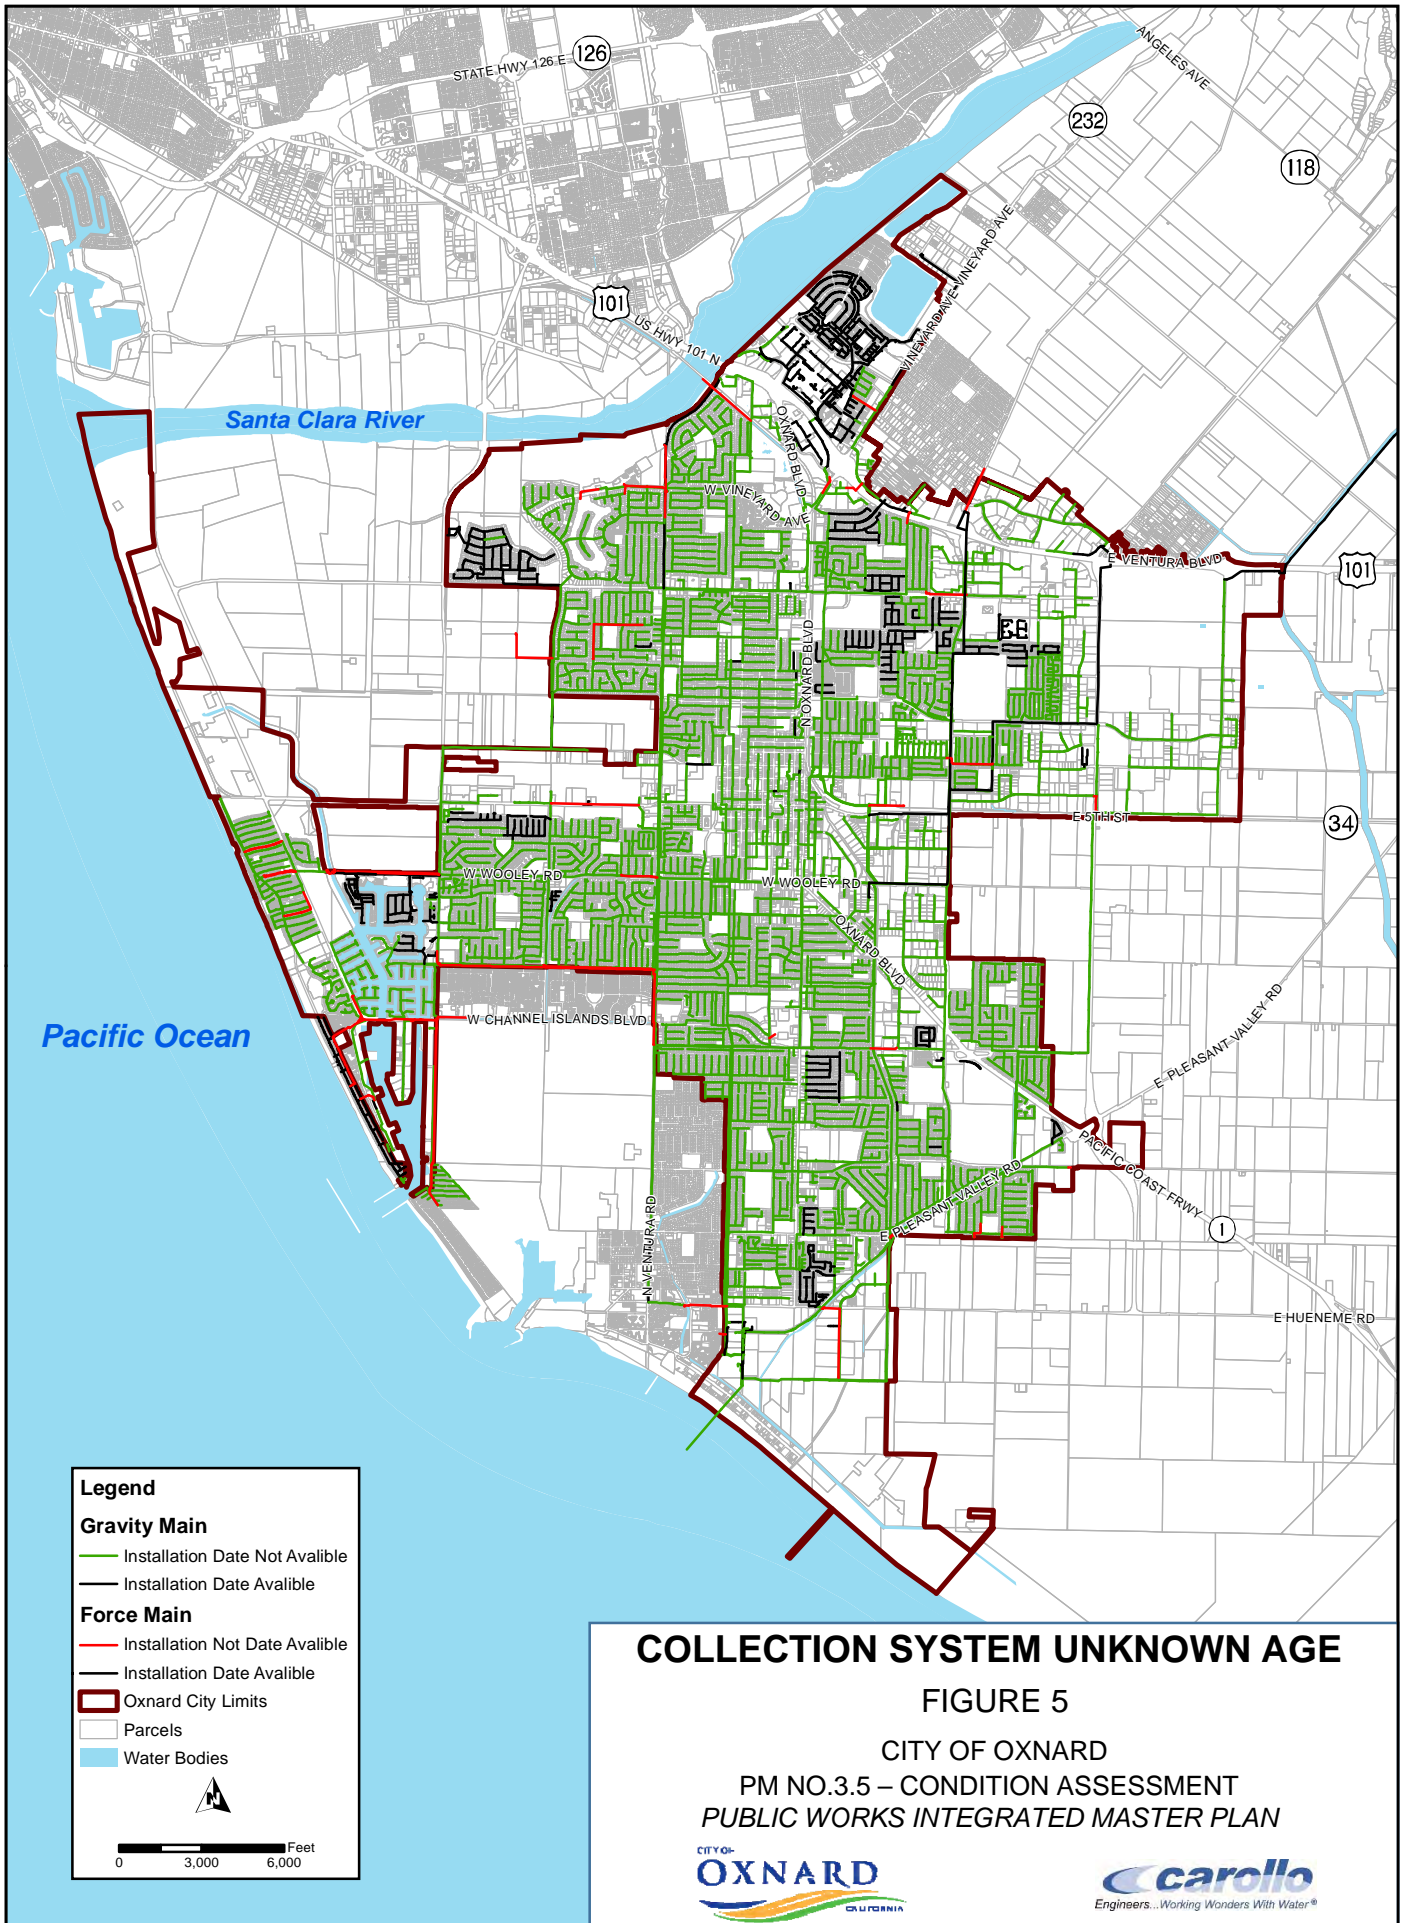 STATE HWY 126 E
126
ANGELES AVE
232
118
VINEYARD AVE
VINEYARD AVE
101
US HWY 101 N
Santa Clara River
OXNARD BLVD
W VINEYARD AVE
E VENTURA BLVD
101
N OXNARD BLVD
E 5TH ST
34
W WOOLEY RD
W WOOLEY RD
OXNARD BLVD
Pacific Ocean
W CHANNEL ISLANDS BLVD
E PLEASANT VALLEY RD
PACIFIC COAST FRWY
E PLEASANT VALLEY RD
1
N VENTURA RD
E HUENEME RD
Legend
Gravity Main
Installation Date Not Avalible
Installation Date Avalible
Force Main
Installation Not Date Avalible
Installation Date Avalible
Oxnard City Limits
Parcels
Water Bodies
N
Feet
0 3,000 6,000
COLLECTION SYSTEM UNKNOWN AGE
FIGURE 5
CITY OF OXNARD
PM NO.3.5 – CONDITION ASSESSMENT
PUBLIC WORKS INTEGRATED MASTER PLAN
CITY OF
OXNARD
CALIFORNIA
carollo
Engineers...Working Wonders With Water®